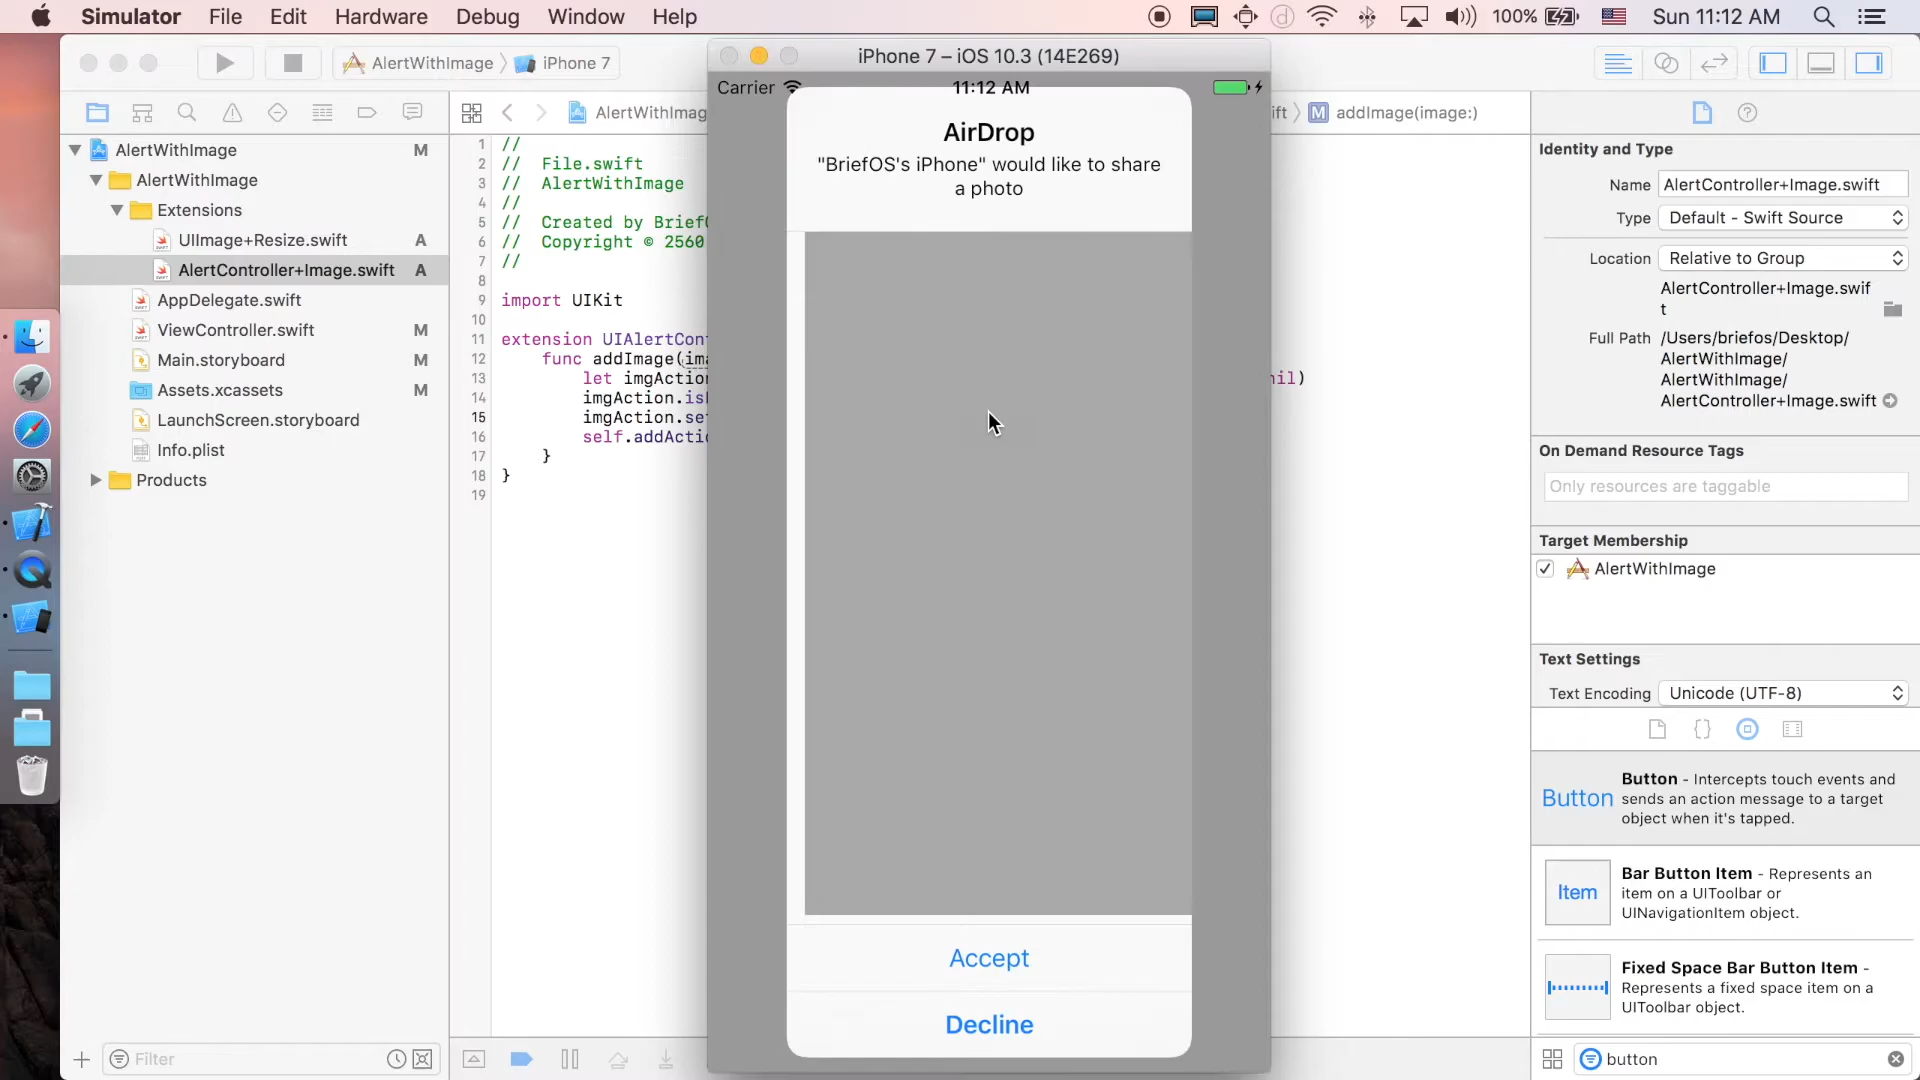 Simulator File Edit Hardware Debug Window Help
100% Sun 11:12 AM
AlertWithImage iPhone 7
iPhone 7 – iOS 10.3 (14E269)
AlertWithImage M
AlertWithImage
Extensions
UIImage+Resize.swift A
AlertController+Image.swift A
AppDelegate.swift
ViewController.swift M
Main.storyboard
Assets.xcassets M
LaunchScreen.storyboard
Info.plist
Products
Filter
AlertWithImag
ift addImage(image:)
1 //
2 // File.swift
3 // AlertWithImage
4 //
5 // Created by Brief
6 // Copyright © 2560
7 //
8
9 import UIKit
10
11 extension UIAlertCon
12 func addImage(ima
13 let imgAction nil)
14 imgAction.is
15 imgAction.se
16 self.addActio
17 }
18 }
19
Carrier 11:12 AM
AirDrop
"BriefOS's iPhone" would like to share
a photo
Accept
Decline
Identity and Type
Name AlertController+Image.swift
Type Default - Swift Source
Location Relative to Group
AlertController+Image.swif
t
Full Path /Users/briefos/Desktop/
AlertWithImage/
AlertWithImage/
AlertController+Image.swift
On Demand Resource Tags
Only resources are taggable
Target Membership
AlertWithImage
Text Settings
Text Encoding Unicode (UTF-8)
Button
Button - Intercepts touch events and
sends an action message to a target
object when it's tapped.
Item
Bar Button Item - Represents an
item on a UIToolbar or
UINavigationItem object.
Fixed Space Bar Button Item -
Represents a fixed space item on a
UIToolbar object.
button